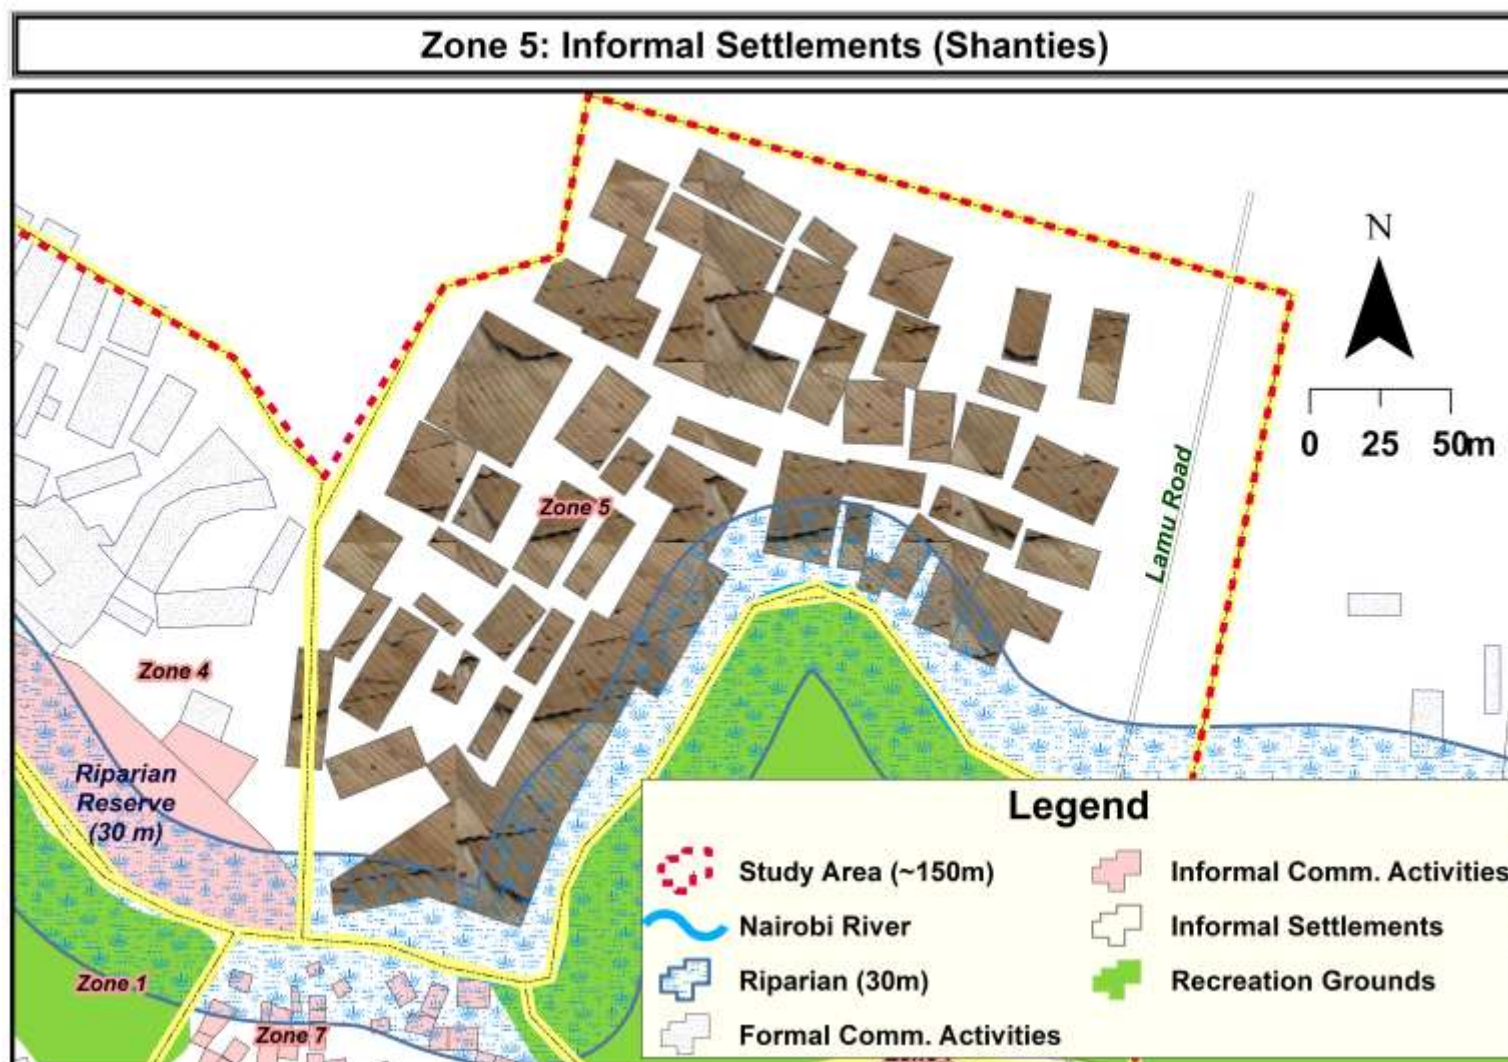 Zone 5: Informal Settlements (Shanties)
N
0 25 50m
Lamu Road
Zone 5
Zone 4
Riparian
Reserve
(30 m)
Zone 1
Zone 7
Legend
Study Area (~150m)
Nairobi River
Riparian (30m)
Formal Comm. Activities
Informal Comm. Activities
Informal Settlements
Recreation Grounds